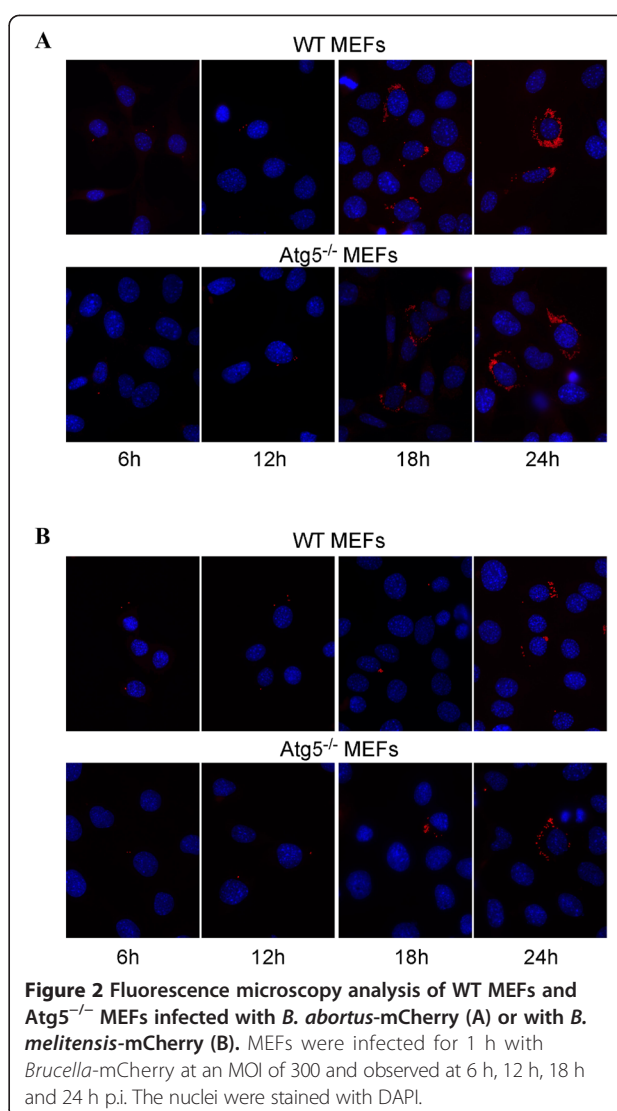 A
WT MEFs
Atg5-/- MEFs
6h 12h 18h 24h
B
WT MEFs
Atg5-/- MEFs
6h 12h 18h 24h
Figure 2 Fluorescence microscopy analysis of WT MEFs and
Atg5−/− MEFs infected with B. abortus-mCherry (A) or with B.
melitensis-mCherry (B). MEFs were infected for 1 h with
Brucella-mCherry at an MOI of 300 and observed at 6 h, 12 h, 18 h
and 24 h p.i. The nuclei were stained with DAPI.